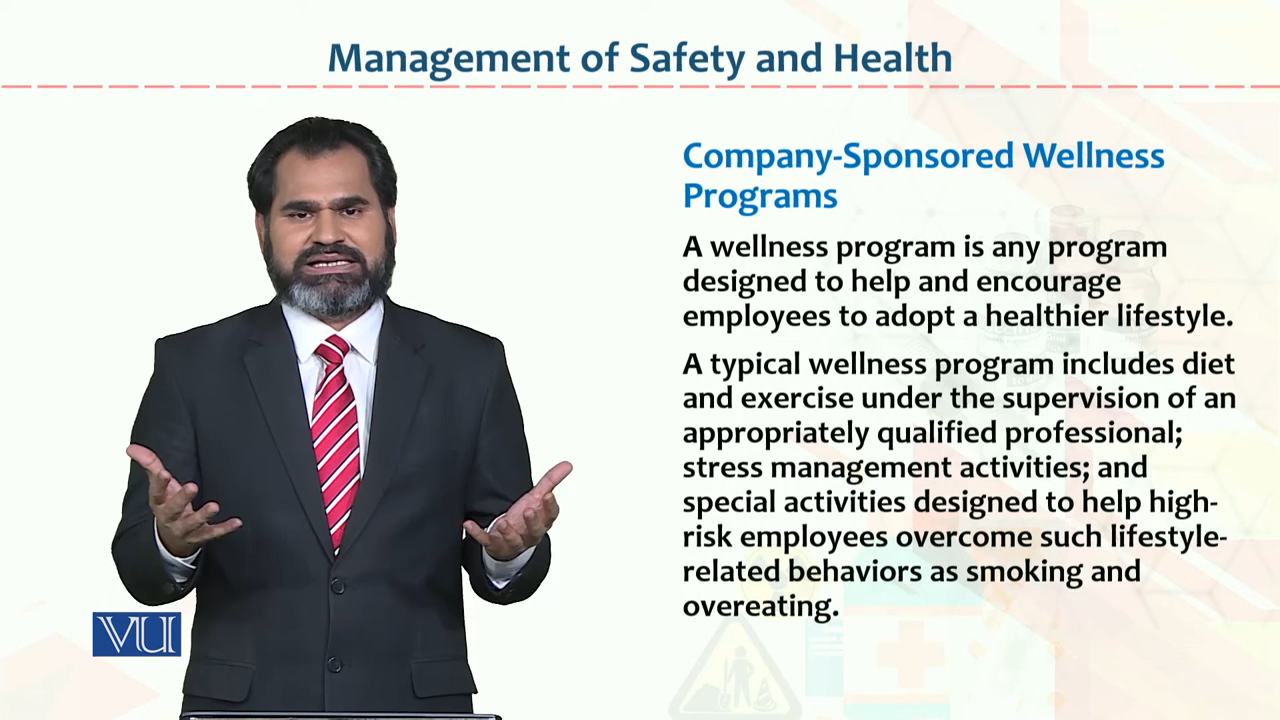 Management of Safety and Health
Company-Sponsored Wellness
Programs
A wellness program is any program
designed to help and encourage
employees to adopt a healthier lifestyle.
A typical wellness program includes diet
and exercise under the supervision of an
appropriately qualified professional;
stress management activities; and
special activities designed to help high-
risk employees overcome such lifestyle-
related behaviors as smoking and
overeating.
VU